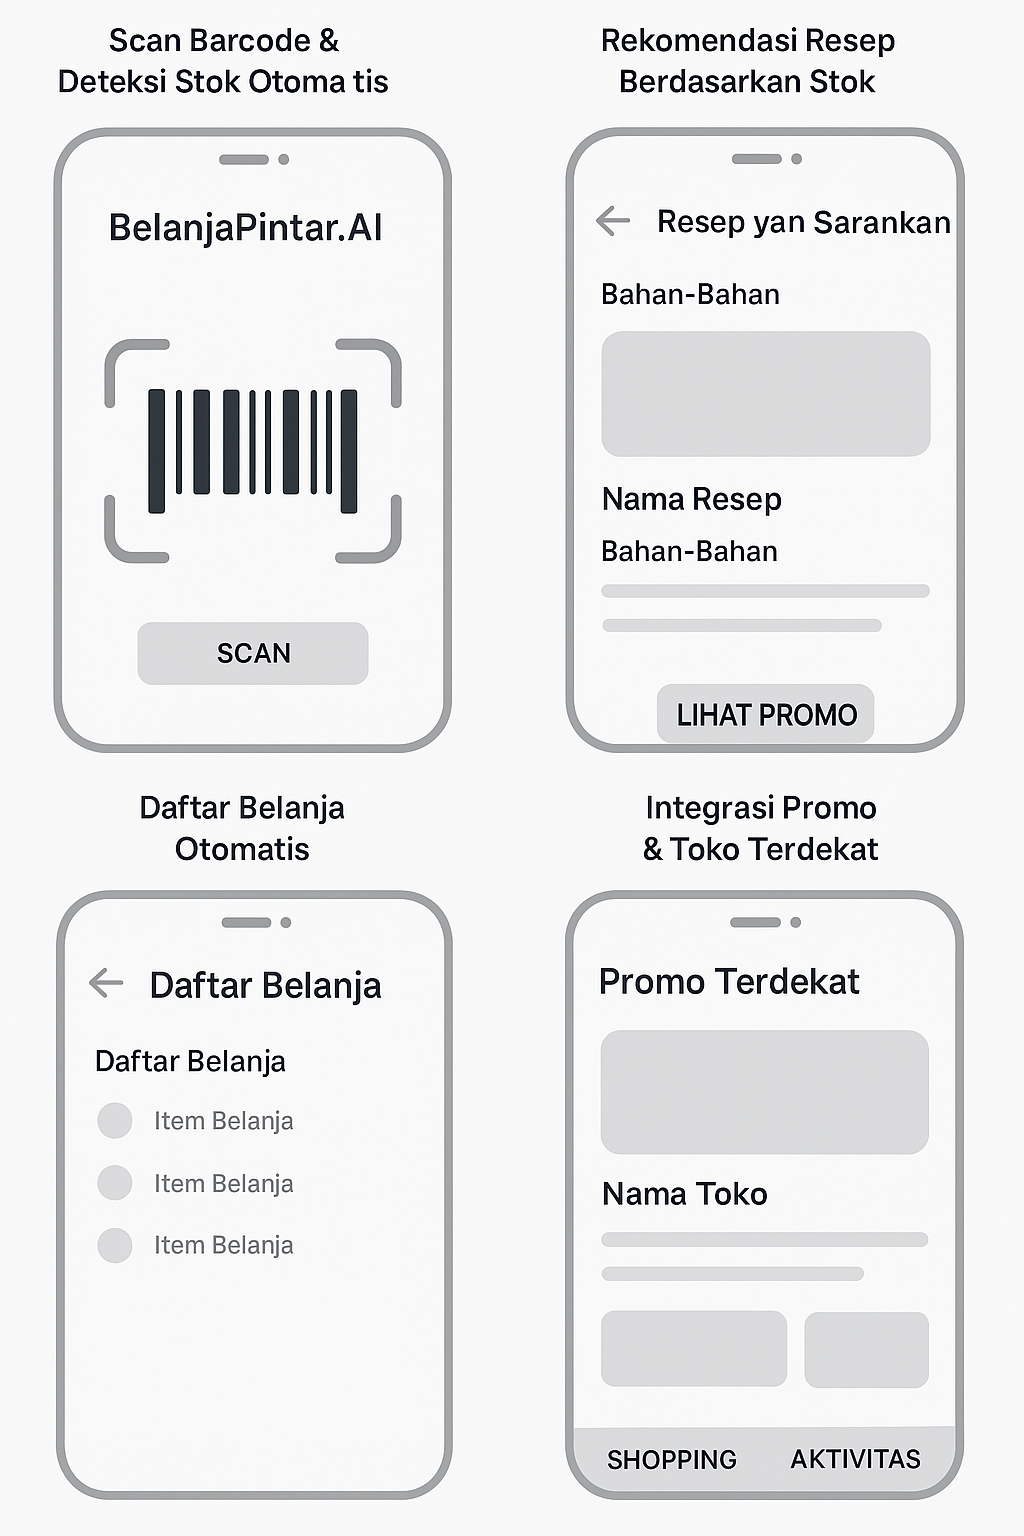 Scan Barcode &
Deteksi Stok Otoma tis
BelanjaPintar.AI
SCAN
Rekomendasi Resep
Berdasarkan Stok
Resep yan Sarankan
Bahan-Bahan
Nama Resep
Bahan-Bahan
LIHAT PROMO
Daftar Belanja
Otomatis
Daftar Belanja
Daftar Belanja
Item Belanja
Item Belanja
Item Belanja
Integrasi Promo
& Toko Terdekat
Promo Terdekat
Nama Toko
SHOPPING AKTIVITAS